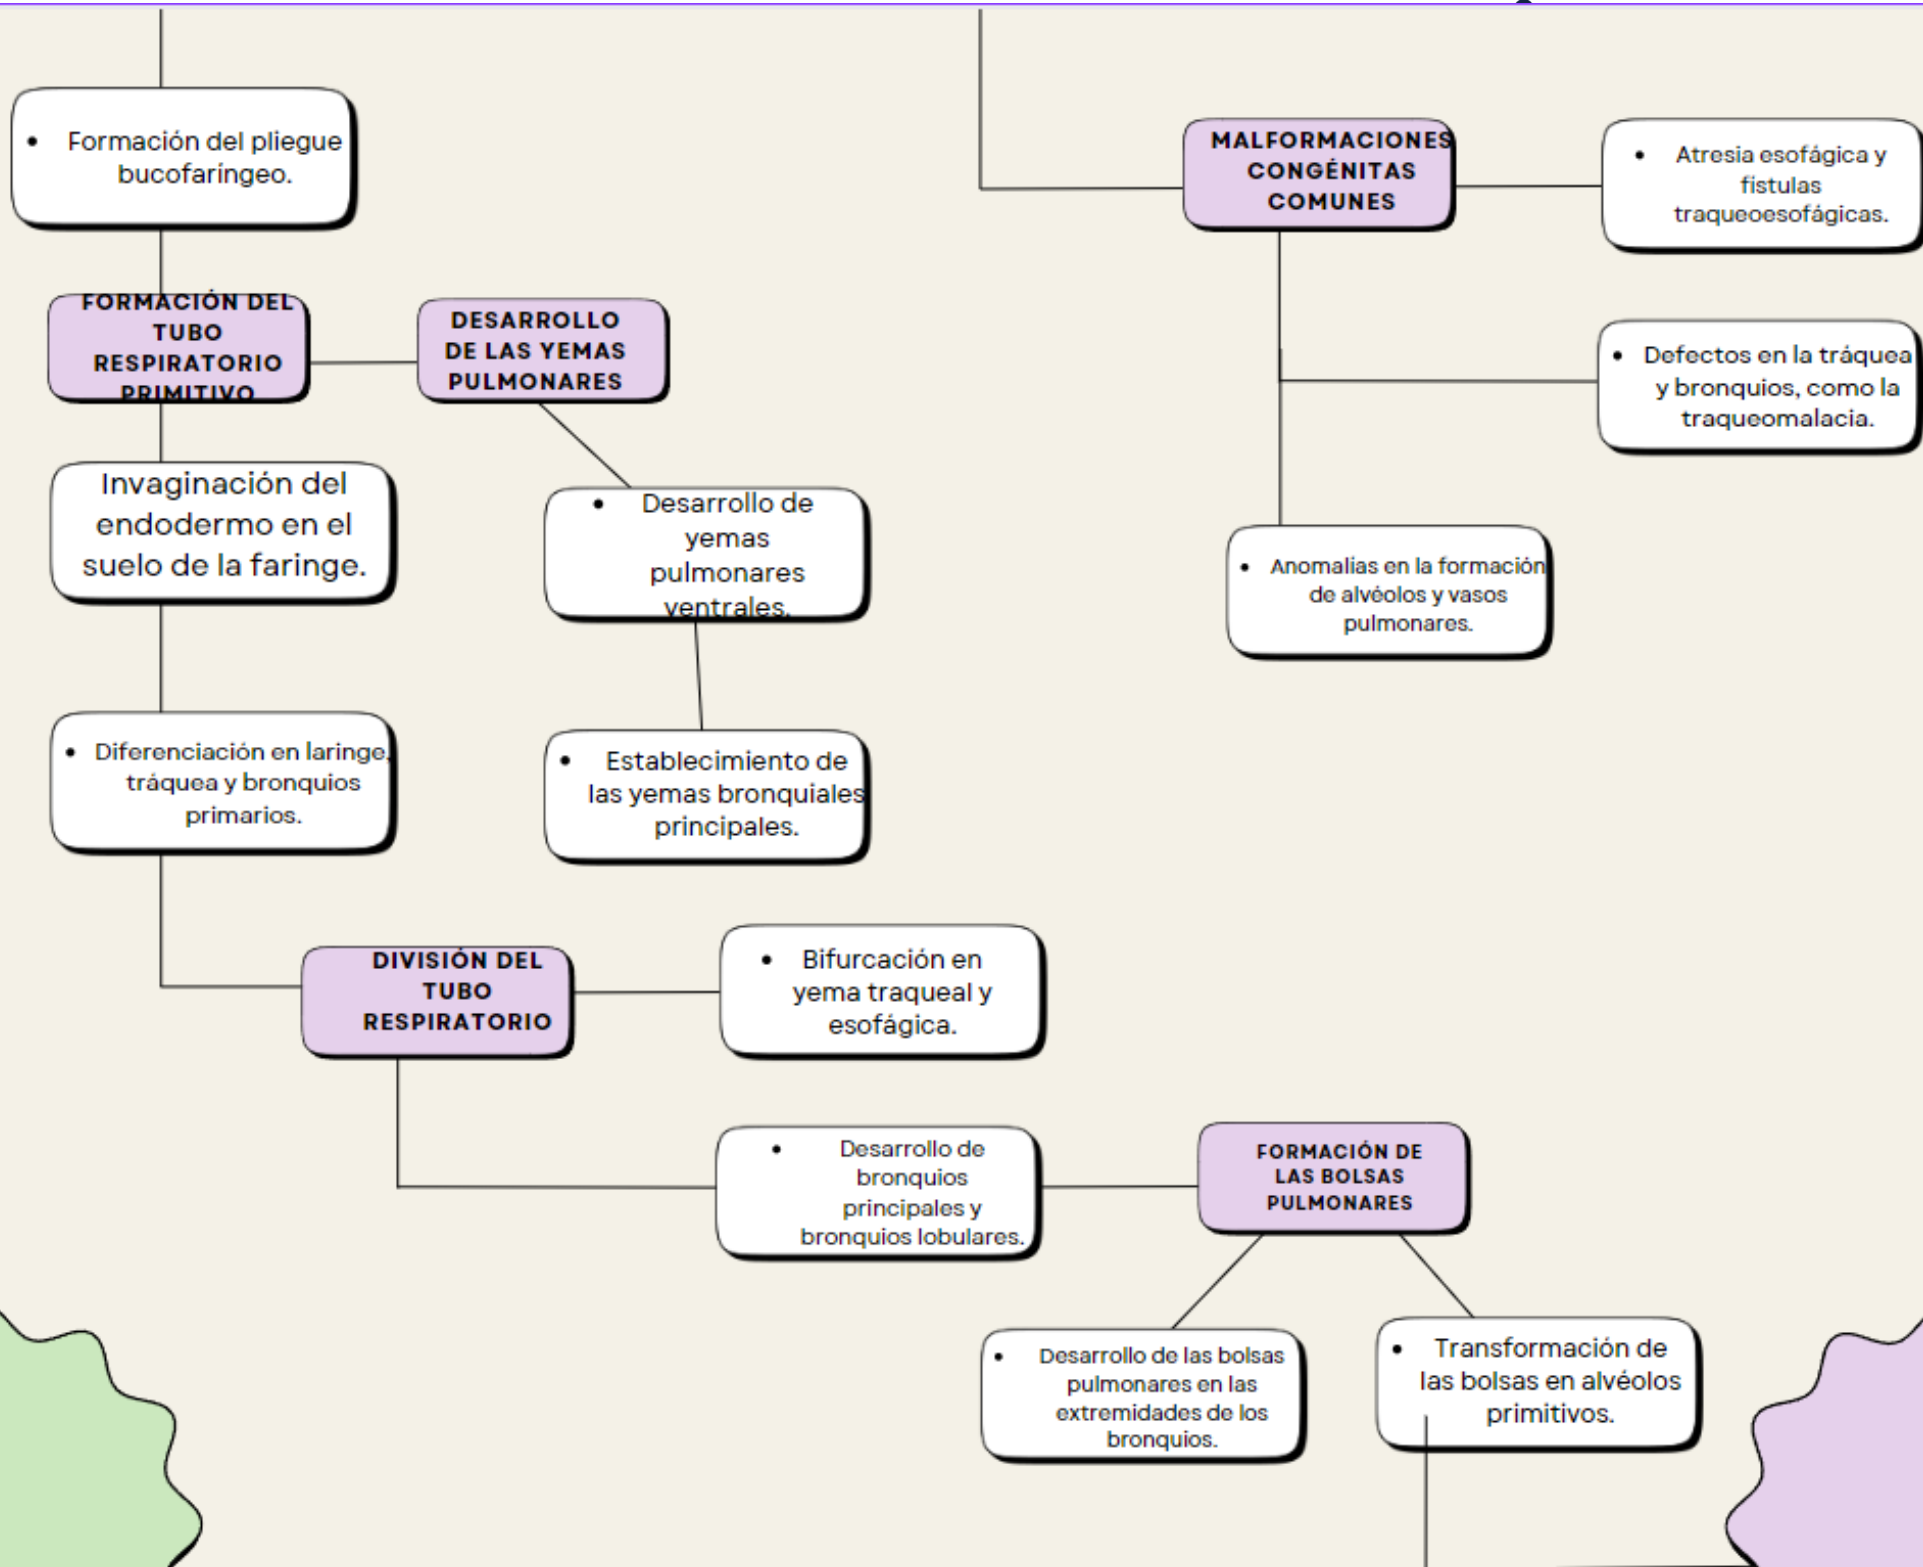 • Formación del pliegue
bucofaríngeo.
FORMACIÓN DEL
TUBO
RESPIRATORIO
PRIMITIVO
DESARROLLO
DE LAS YEMAS
PULMONARES
Invaginación del
endodermo en el
suelo de la faringe.
• Desarrollo de
yemas
pulmonares
ventrales.
• Diferenciación en laringe,
tráquea y bronquios
primarios.
• Establecimiento de
las yemas bronquiales
principales.
DIVISIÓN DEL
TUBO
RESPIRATORIO
• Bifurcación en
yema traqueal y
esofágica.
• Desarrollo de
bronquios
principales y
bronquios lobulares.
FORMACIÓN DE
LAS BOLSAS
PULMONARES
• Desarrollo de las bolsas
pulmonares en las
extremidades de los
bronquios.
• Transformación de
las bolsas en alvéolos
primitivos.
MALFORMACIONES
CONGÉNITAS
COMUNES
• Atresia esofágica y
fístulas
traqueoesofágicas.
• Defectos en la tráquea
y bronquios, como la
traqueomalacia.
• Anomalías en la formación
de alvéolos y vasos
pulmonares.